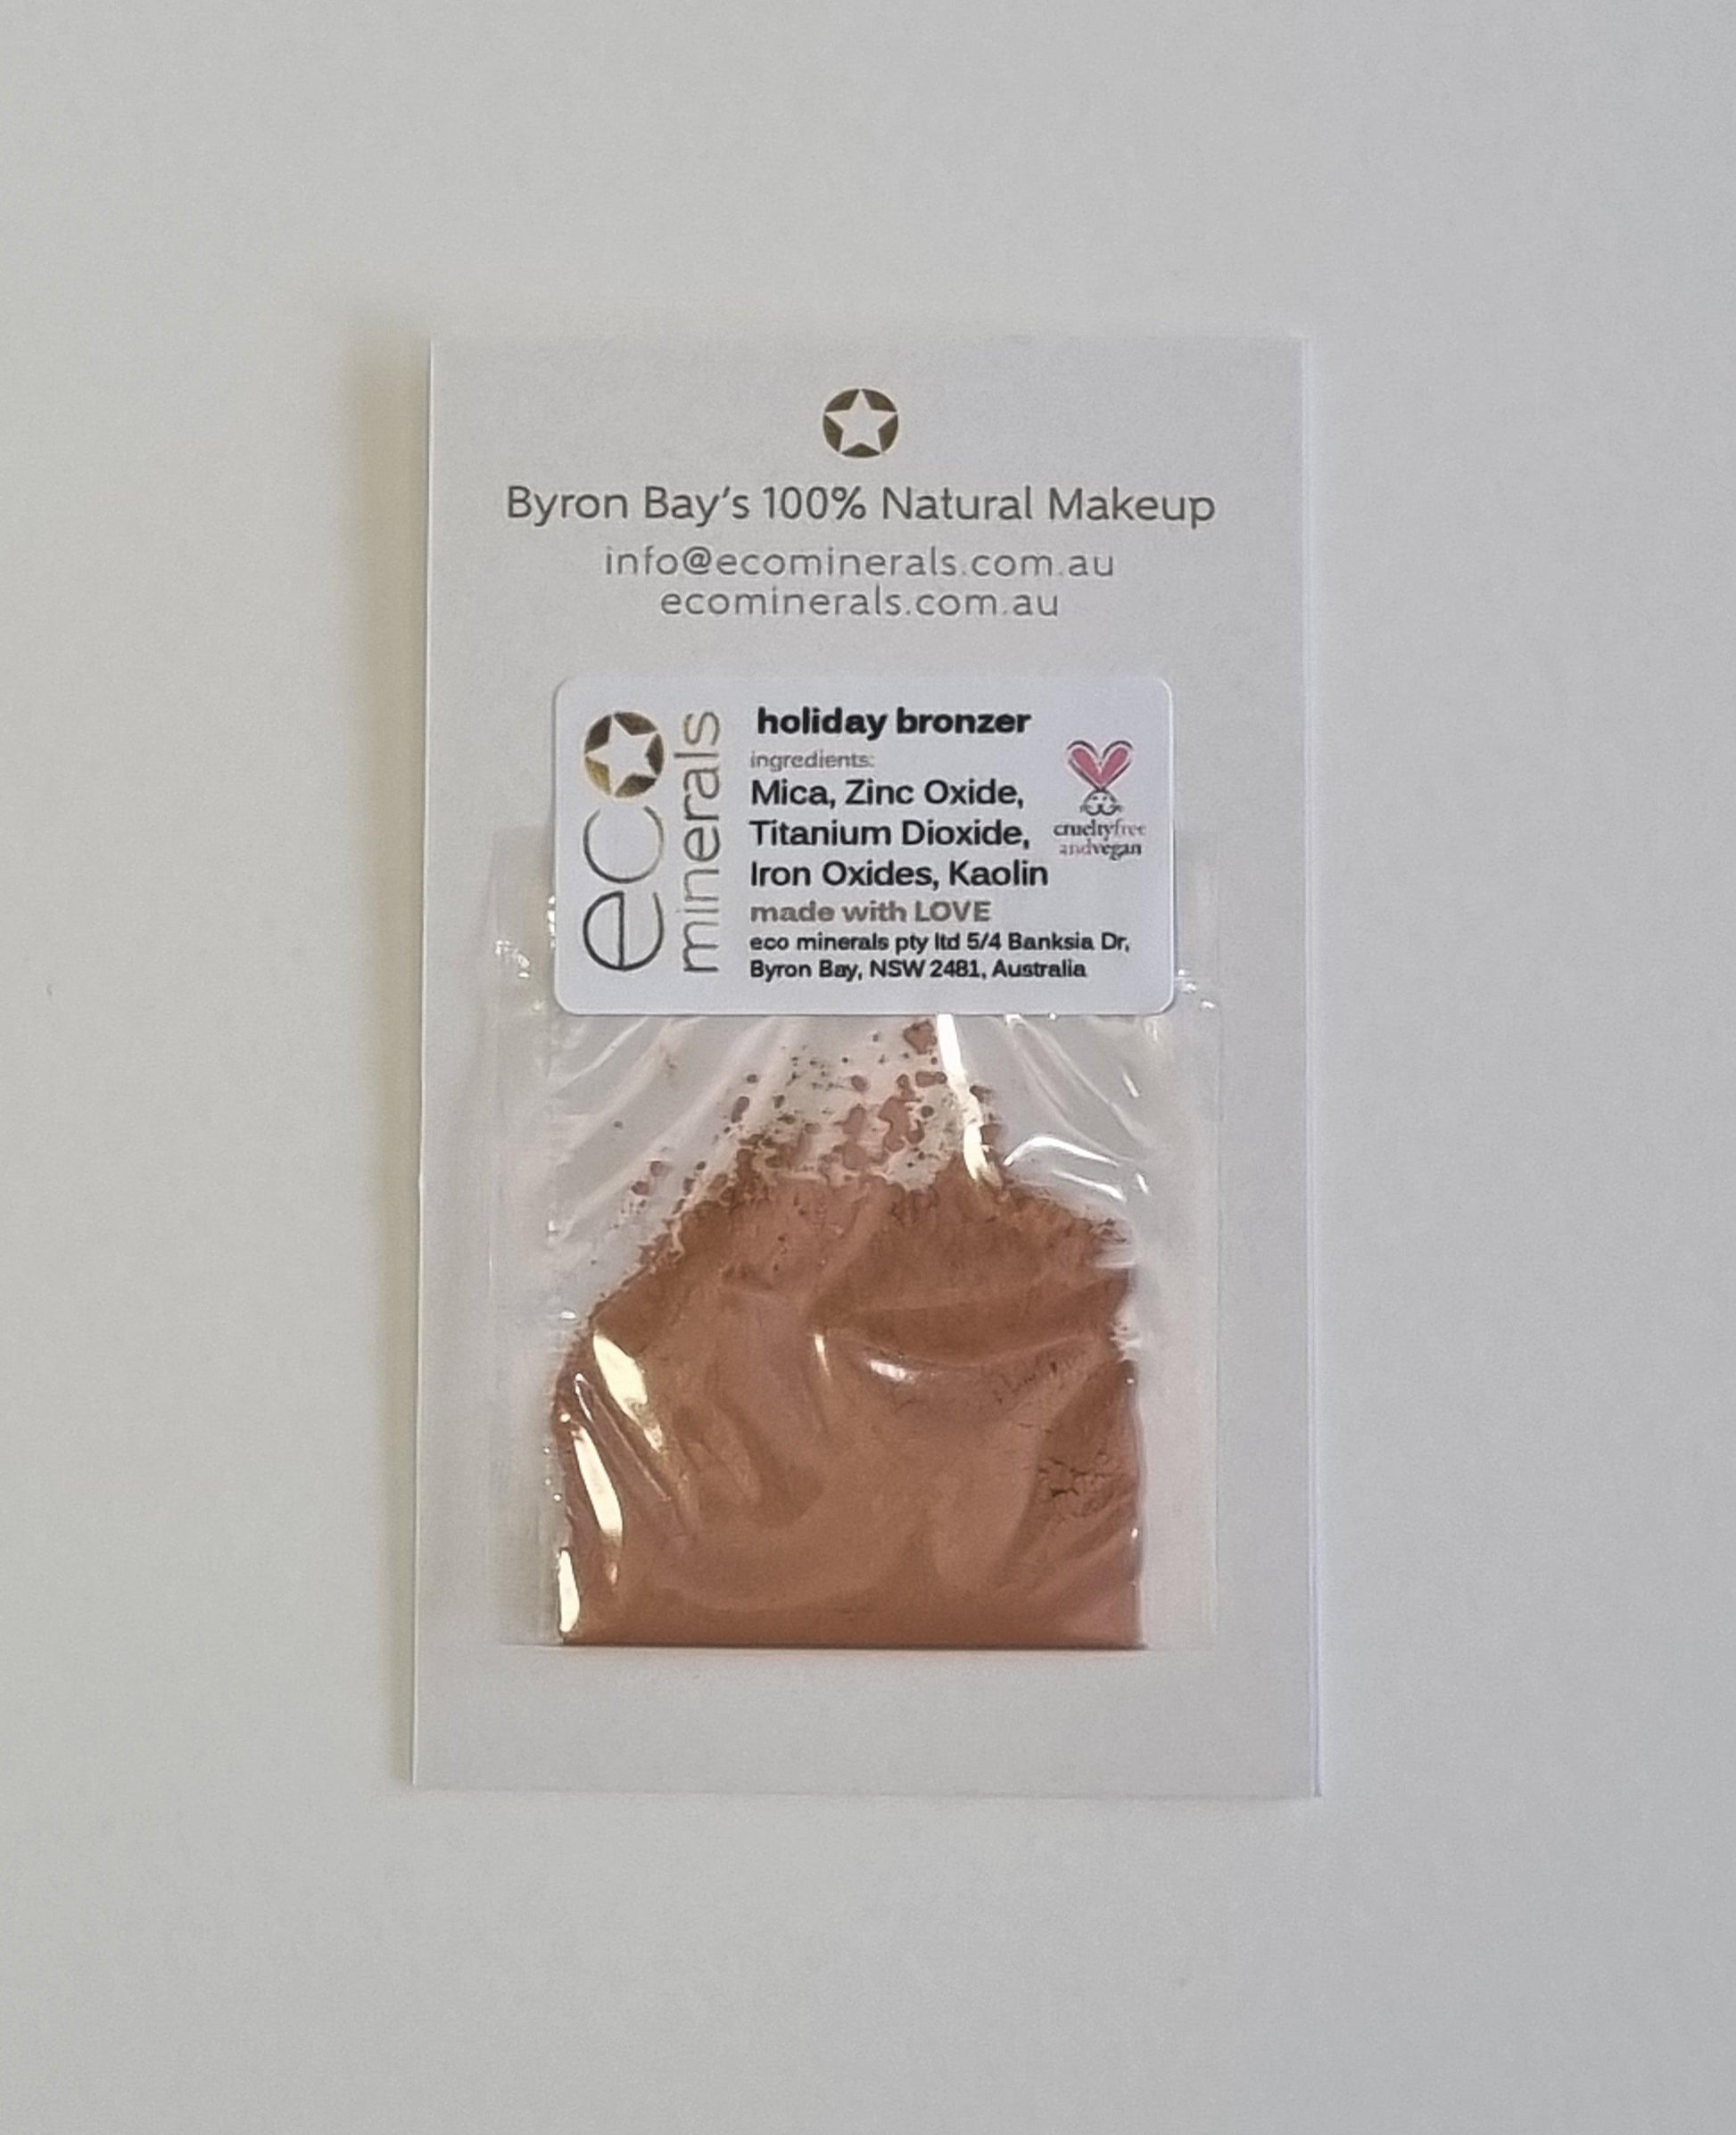 Byron Bay's 100% Natural Makeup
info@ecominerals.com.au
ecominerals.com.au
eco
minerals
holiday bronzer
ingredients:
Mica, Zinc Oxide,
Titanium Dioxide,
Iron Oxides, Kaolin
made with LOVE
eco minerals pty ltd 5/4 Banksia Dr,
Byron Bay, NSW 2481, Australia
crueltyfree
andvegan